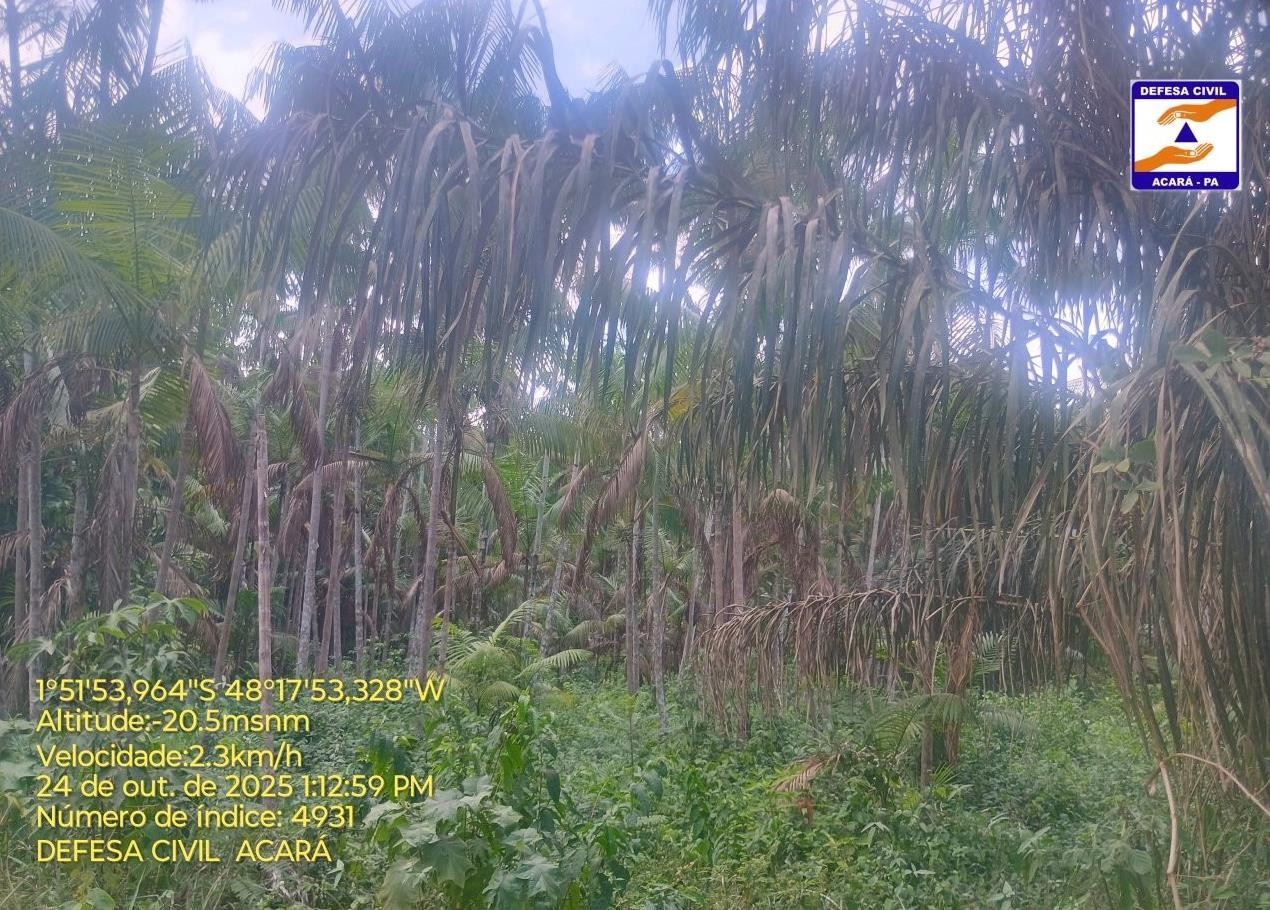 DEFESA CIVIL
ACARÁ - PA
1°51'53,964"S 48°17'53,328"W
Altitude:-20.5msnm
Velocidade:2.3km/h
24 de out. de 2025 1:12:59 PM
Número de índice: 4931
DEFESA CIVIL ACARÁ